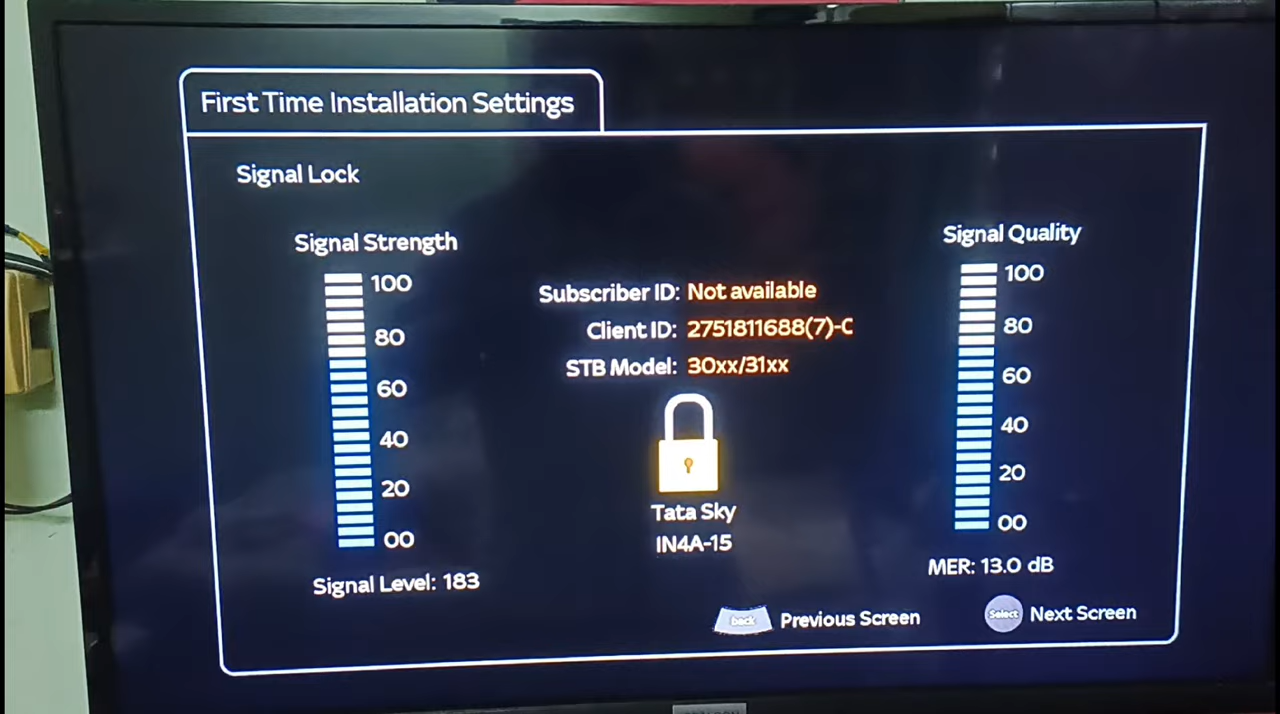 First Time Installation Settings
Signal Lock
Signal Strength
100
80
60
40
20
00
Signal Level: 183
Subscriber ID: Not available
Client ID: 2751811688(7)-C
STB Model: 30xx/31xx
Tata Sky
IN4A-15
Signal Quality
100
80
60
40
20
00
MER: 13.0 dB
back Previous Screen
Select Next Screen